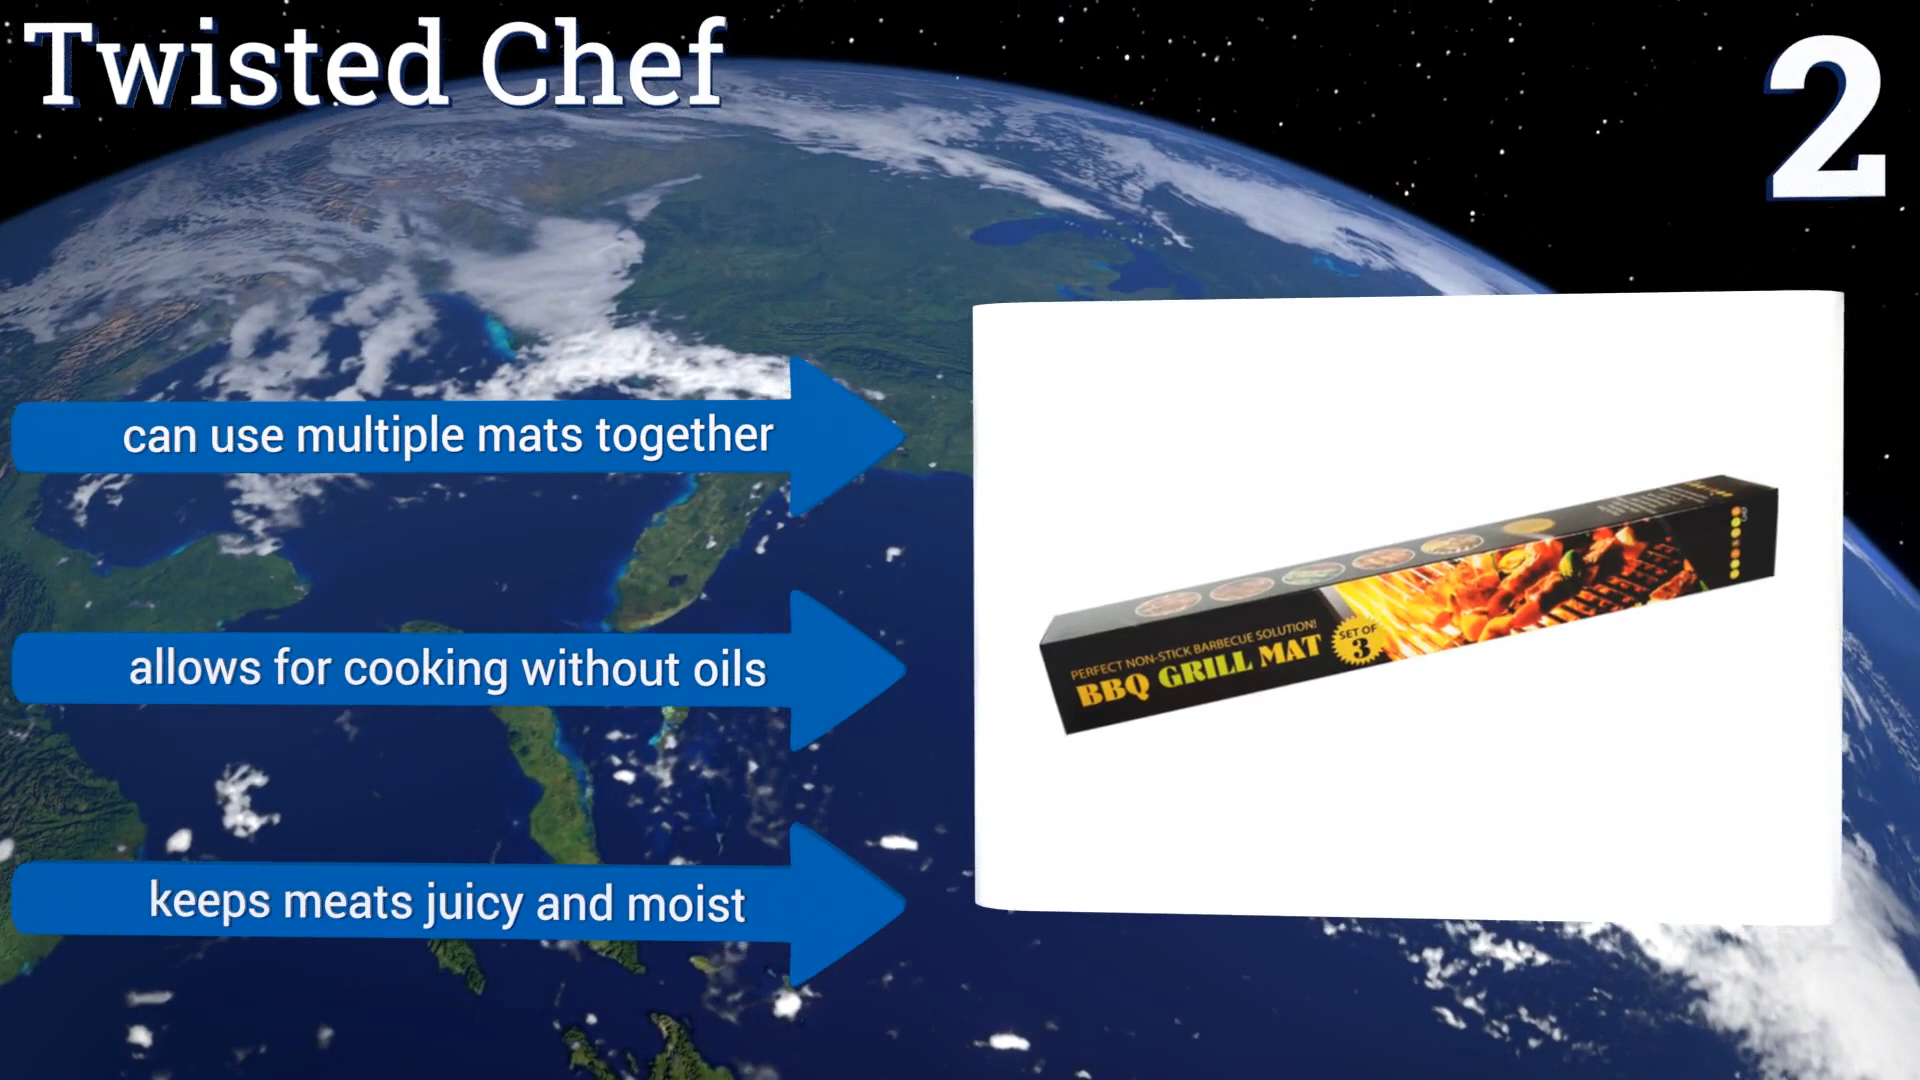 Twisted Chef
2
can use multiple mats together
allows for cooking without oils
keeps meats juicy and moist
PERFECT NON-STICK BARBECUE SOLUTION!
BBQ GRILL MAT
SET OF
3